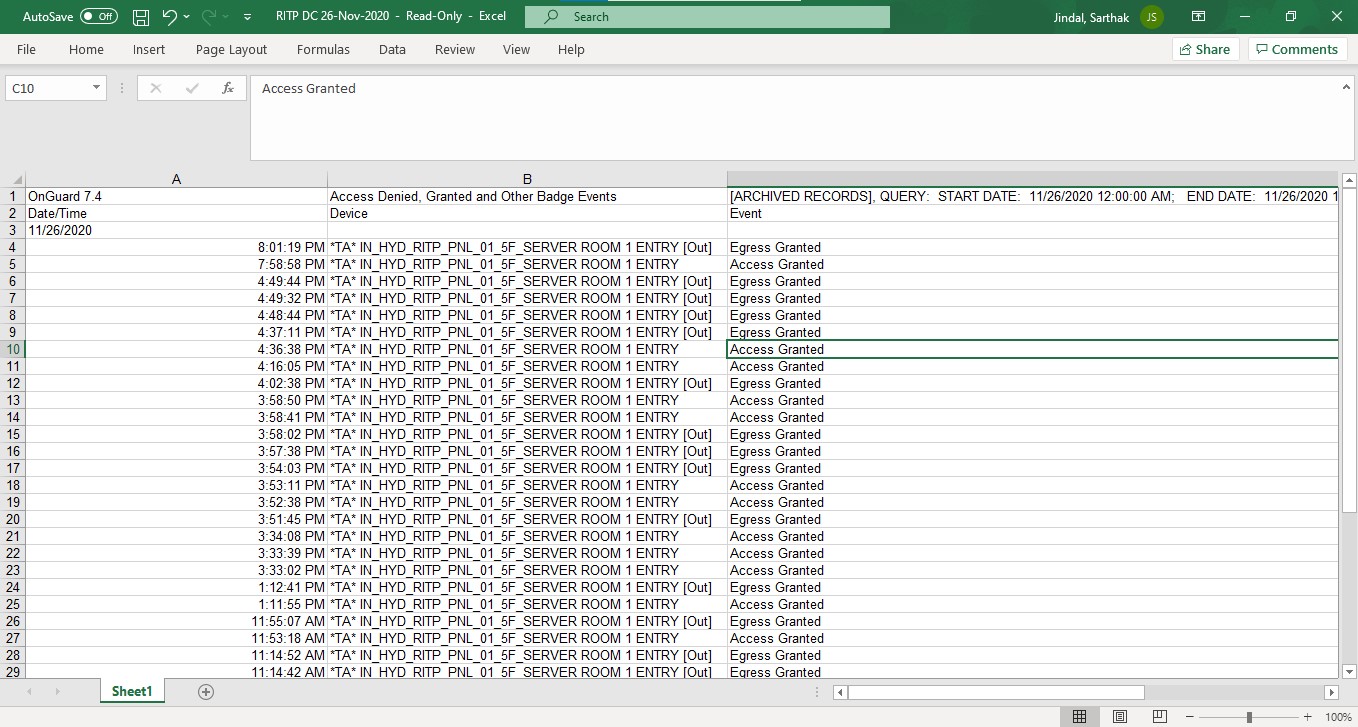 AutoSave Off RITP DC 26-Nov-2020 - Read-Only - Excel Search Jindal, Sarthak JS
File Home Insert Page Layout Formulas Data Review View Help Share Comments
C10 fx Access Granted
A B
1 OnGuard 7.4 Access Denied, Granted and Other Badge Events [ARCHIVED RECORDS], QUERY: START DATE: 11/26/2020 12:00:00 AM; END DATE: 11/26/2020 1
2 Date/Time Device Event
3 11/26/2020
4 8:01:19 PM *TA* IN_HYD_RITP_PNL_01_5F_SERVER ROOM 1 ENTRY [Out] Egress Granted
5 7:58:58 PM *TA* IN_HYD_RITP_PNL_01_5F_SERVER ROOM 1 ENTRY Access Granted
6 4:49:44 PM *TA* IN_HYD_RITP_PNL_01_5F_SERVER ROOM 1 ENTRY [Out] Egress Granted
7 4:49:32 PM *TA* IN_HYD_RITP_PNL_01_5F_SERVER ROOM 1 ENTRY [Out] Egress Granted
8 4:48:44 PM *TA* IN_HYD_RITP_PNL_01_5F_SERVER ROOM 1 ENTRY [Out] Egress Granted
9 4:37:11 PM *TA* IN_HYD_RITP_PNL_01_5F_SERVER ROOM 1 ENTRY [Out] Egress Granted
10 4:36:38 PM *TA* IN_HYD_RITP_PNL_01_5F_SERVER ROOM 1 ENTRY Access Granted
11 4:16:05 PM *TA* IN_HYD_RITP_PNL_01_5F_SERVER ROOM 1 ENTRY Access Granted
12 4:02:38 PM *TA* IN_HYD_RITP_PNL_01_5F_SERVER ROOM 1 ENTRY [Out] Egress Granted
13 3:58:50 PM *TA* IN_HYD_RITP_PNL_01_5F_SERVER ROOM 1 ENTRY Access Granted
14 3:58:41 PM *TA* IN_HYD_RITP_PNL_01_5F_SERVER ROOM 1 ENTRY Access Granted
15 3:58:02 PM *TA* IN_HYD_RITP_PNL_01_5F_SERVER ROOM 1 ENTRY [Out] Egress Granted
16 3:57:38 PM *TA* IN_HYD_RITP_PNL_01_5F_SERVER ROOM 1 ENTRY [Out] Egress Granted
17 3:54:03 PM *TA* IN_HYD_RITP_PNL_01_5F_SERVER ROOM 1 ENTRY [Out] Egress Granted
18 3:53:11 PM *TA* IN_HYD_RITP_PNL_01_5F_SERVER ROOM 1 ENTRY Access Granted
19 3:52:38 PM *TA* IN_HYD_RITP_PNL_01_5F_SERVER ROOM 1 ENTRY Access Granted
20 3:51:45 PM *TA* IN_HYD_RITP_PNL_01_5F_SERVER ROOM 1 ENTRY [Out] Egress Granted
21 3:34:08 PM *TA* IN_HYD_RITP_PNL_01_5F_SERVER ROOM 1 ENTRY Access Granted
22 3:33:39 PM *TA* IN_HYD_RITP_PNL_01_5F_SERVER ROOM 1 ENTRY Access Granted
23 3:33:02 PM *TA* IN_HYD_RITP_PNL_01_5F_SERVER ROOM 1 ENTRY Access Granted
24 1:12:41 PM *TA* IN_HYD_RITP_PNL_01_5F_SERVER ROOM 1 ENTRY [Out] Egress Granted
25 1:11:55 PM *TA* IN_HYD_RITP_PNL_01_5F_SERVER ROOM 1 ENTRY Access Granted
26 11:55:07 AM *TA* IN_HYD_RITP_PNL_01_5F_SERVER ROOM 1 ENTRY [Out] Egress Granted
27 11:53:18 AM *TA* IN_HYD_RITP_PNL_01_5F_SERVER ROOM 1 ENTRY Access Granted
28 11:14:52 AM *TA* IN_HYD_RITP_PNL_01_5F_SERVER ROOM 1 ENTRY [Out] Egress Granted
29 11:14:42 AM *TA* IN_HYD_RITP_PNL_01_5F_SERVER ROOM 1 ENTRY [Out] Egress Granted
Sheet1
100%